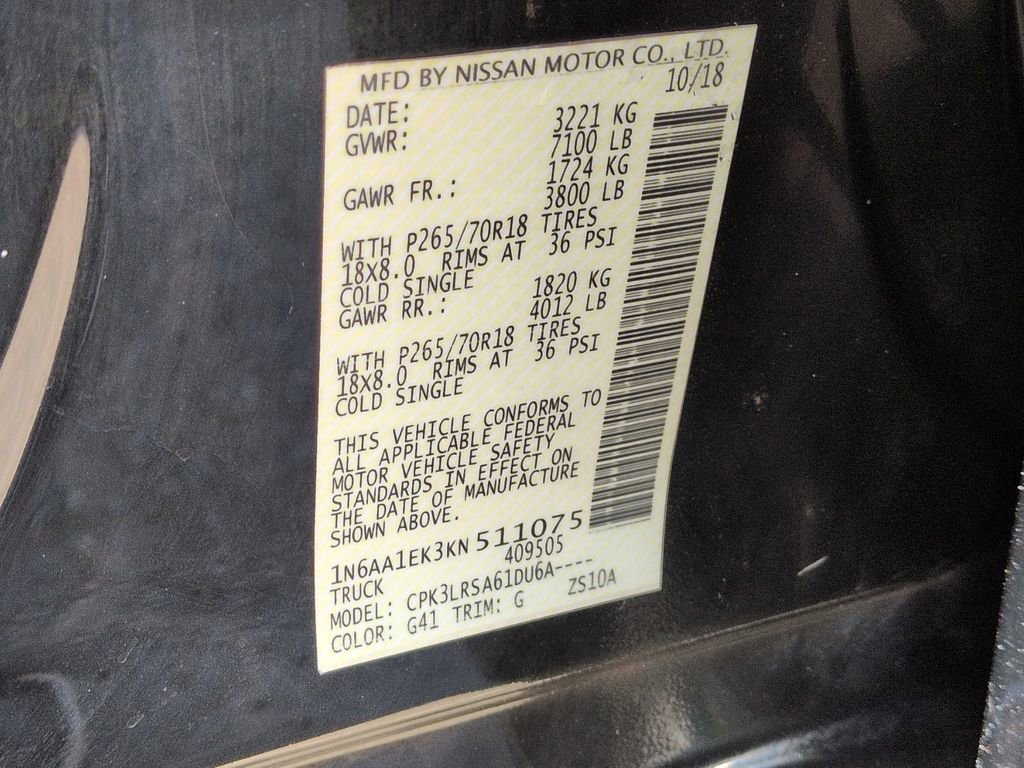 MFD BY NISSAN MOTOR CO., LTD.
DATE: 10/18
GVWR: 3221 KG
7100 LB
GAWR FR.: 1724 KG
3800 LB
WITH P265/70R18 TIRES
18X8.0 RIMS AT 36 PSI
COLD SINGLE
GAWR RR.: 1820 KG
4012 LB
WITH P265/70R18 TIRES
18X8.0 RIMS AT 36 PSI
COLD SINGLE
THIS VEHICLE CONFORMS TO
ALL APPLICABLE FEDERAL
MOTOR VEHICLE SAFETY
STANDARDS IN EFFECT ON
THE DATE OF MANUFACTURE
SHOWN ABOVE.
1N6AA1EK3KN511075
TRUCK 409505
MODEL: CPK3LRSA61DU6A----
COLOR: G41 TRIM: G ZS10A